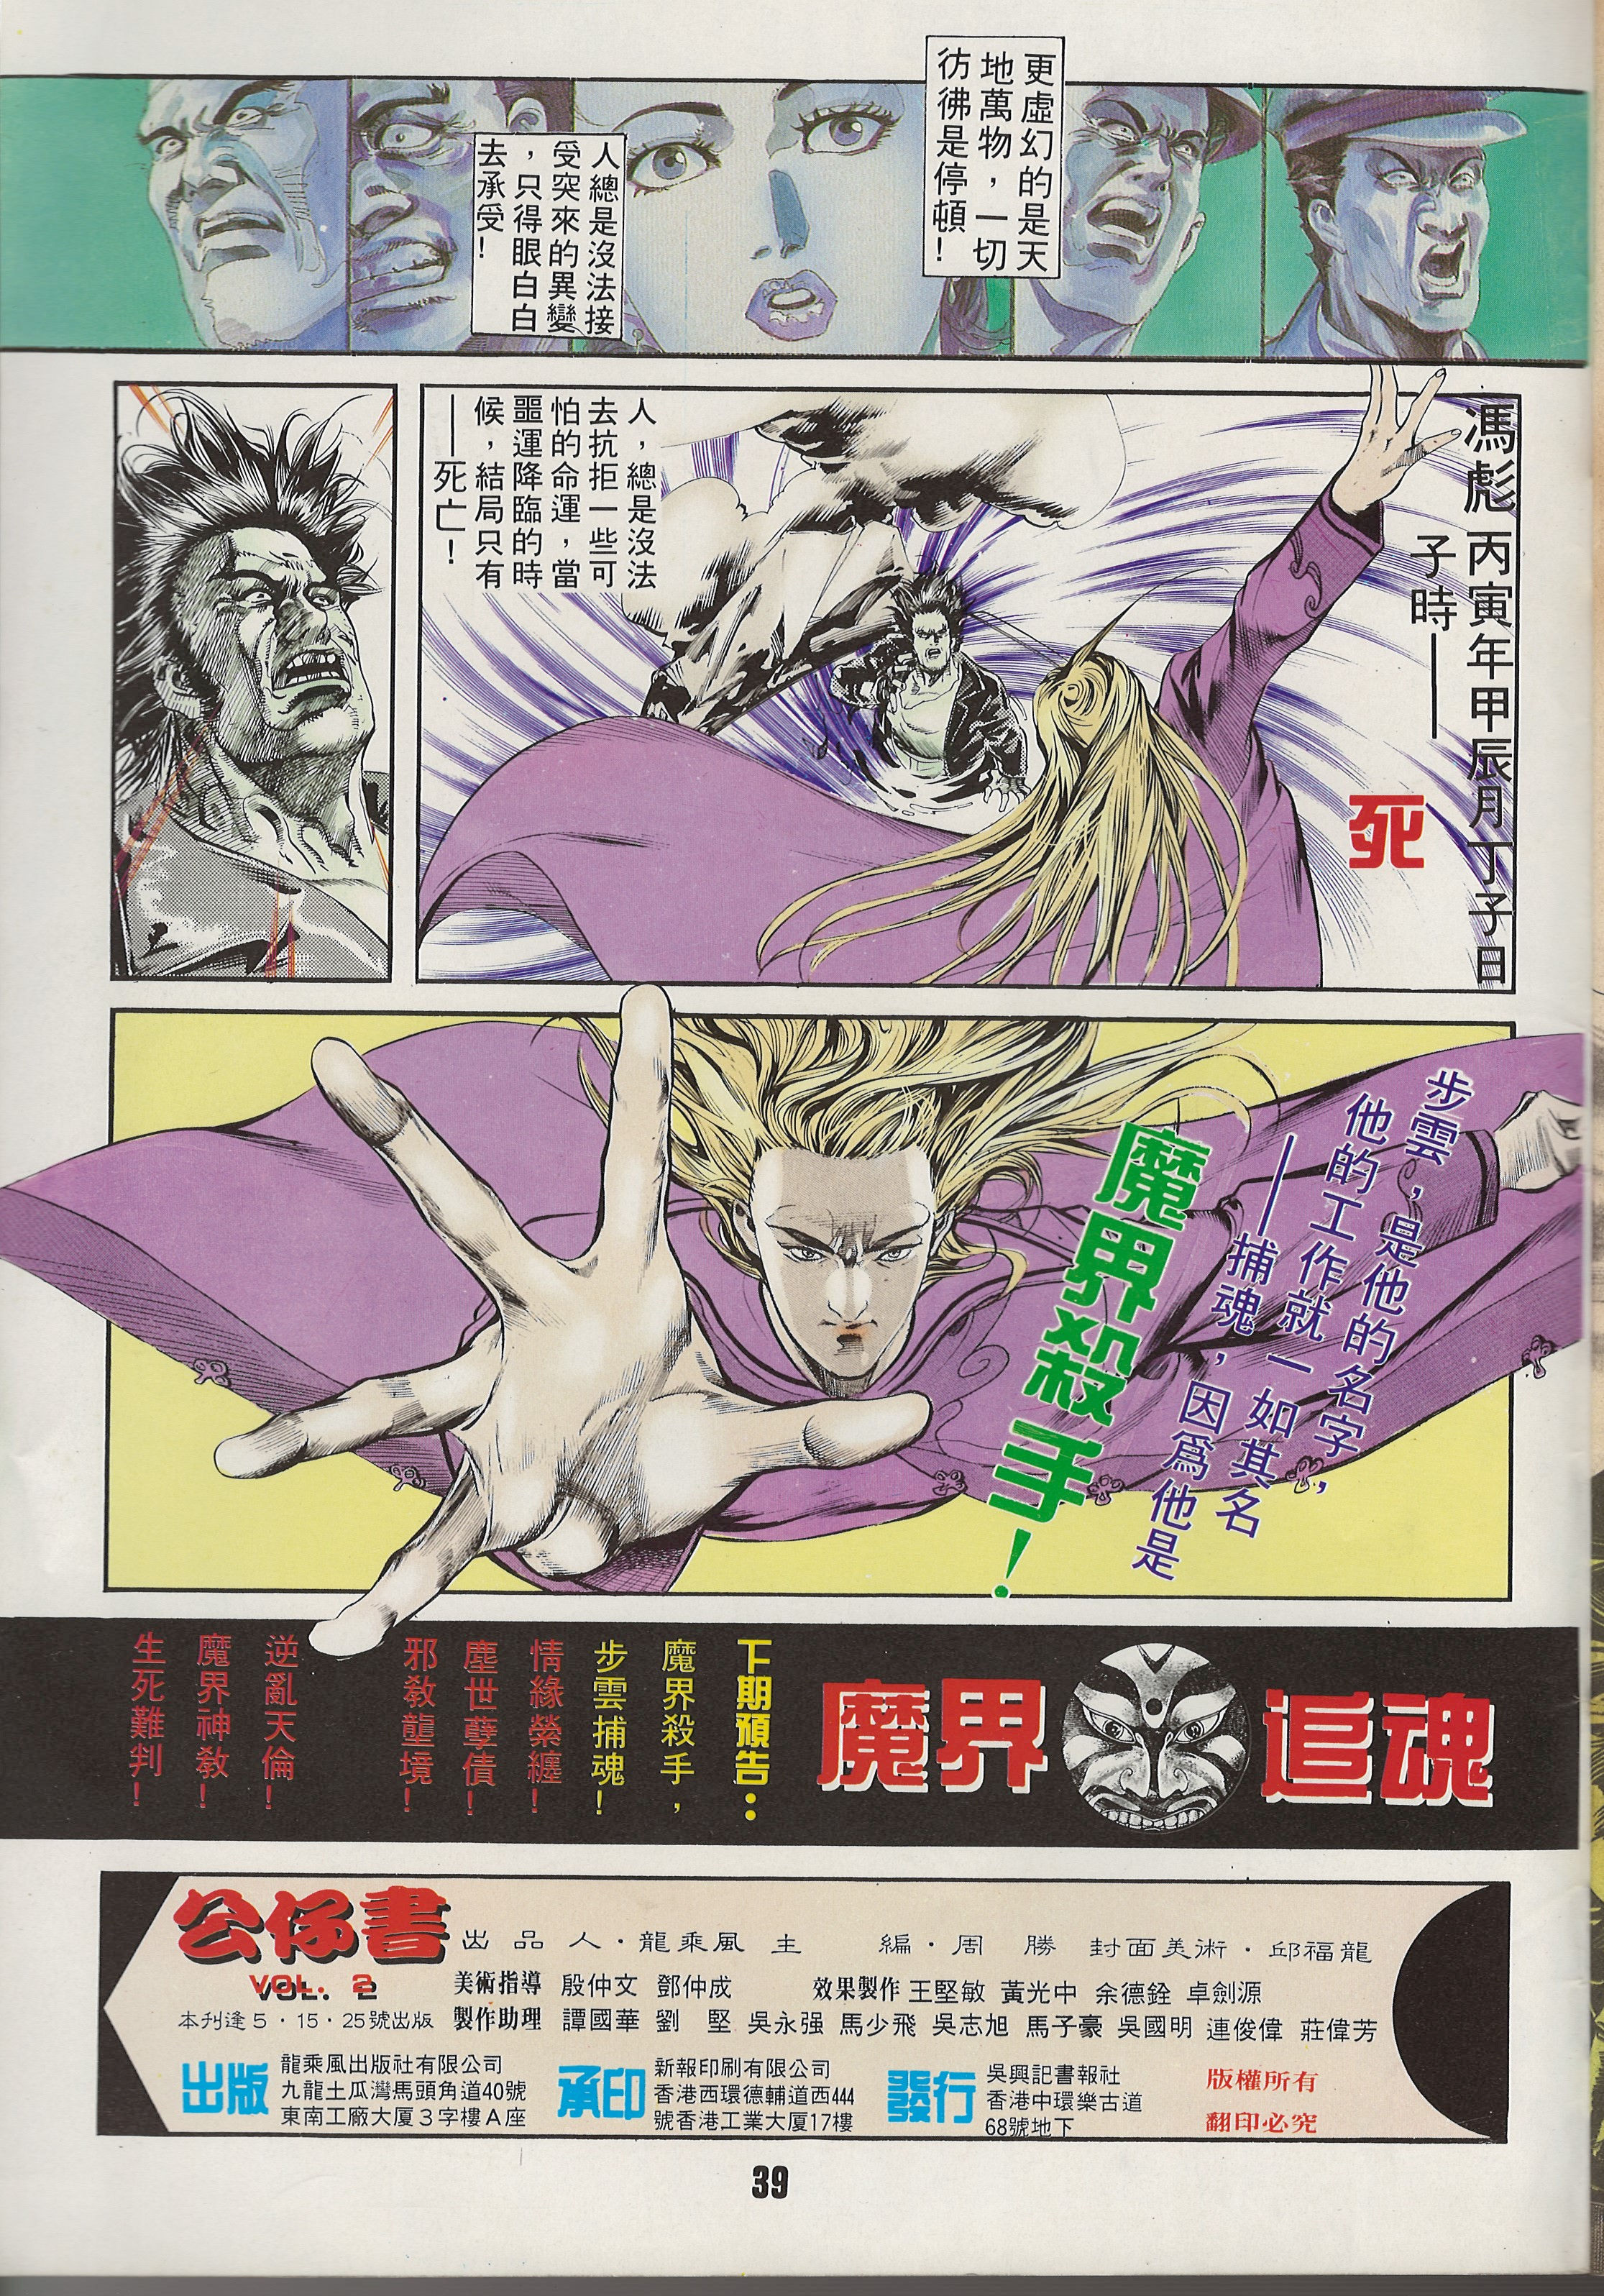 更虛幻的是天
地萬物，一切
彷彿是停頓！
人總是沒法接
受突來的異變
，只得眼白白
去承受！
馮彪 丙寅年甲辰月丁子日
子時——
死
人，總是沒法
去抗拒一些可
怕的命運，當
噩運降臨的時
候，結局只有
——死亡！
步雲，是他的名字，
他的工作就一如其名
——捕魂，因爲他是
魔界殺手！
魔界追魂
下期預告：
魔界殺手，
步雲捕魂！
情緣縈纏！
塵世孽債！
邪教壟境！
逆亂天倫！
魔界神教！
生死難判！
公仔書
VOL. 2
本刋逢5．15．25號出版
出品人．龍乘風 主編．周勝 封面美術．邱福龍
美術指導 殷仲文 鄧仲成 效果製作 王堅敏 黃光中 余德銓 卓劍源
製作助理 譚國華 劉堅 吳永强 馬少飛 吳志旭 馬子豪 吳國明 連俊偉 莊偉芳
出版 龍乘風出版社有限公司
九龍土瓜灣馬頭角道40號
東南工廠大厦3字樓A座
承印 新報印刷有限公司
香港西環德輔道西444
號香港工業大厦17樓
發行 吳興記書報社
香港中環樂古道
68號地下
版權所有
翻印必究
39